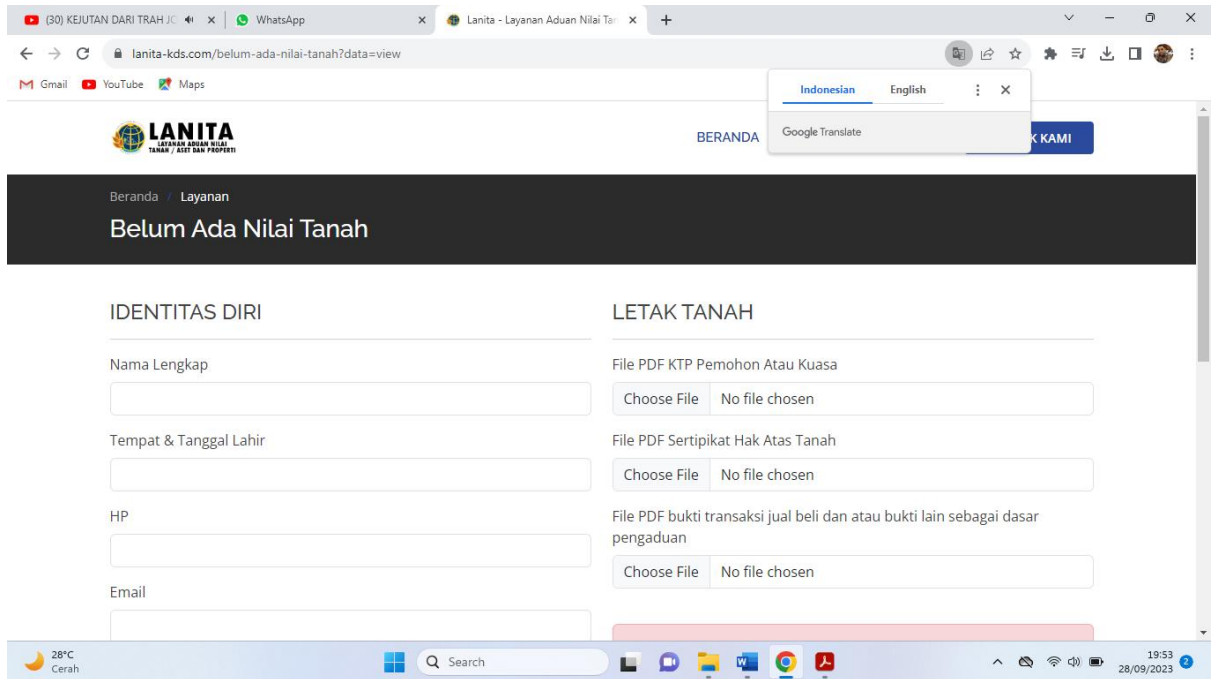 (30) KEJUTAN DARI TRAH JC
WhatsApp
Lanita - Layanan Aduan Nilai Tan
lanita-kds.com/belum-ada-nilai-tanah?data=view
Gmail YouTube Maps
Indonesian English
Google Translate
LANITA
LAYANAN ADUAN NILAI
TANAH / ASET DAN PROPERTI
BERANDA
K KAMI
Beranda / Layanan
Belum Ada Nilai Tanah
IDENTITAS DIRI
Nama Lengkap
Tempat & Tanggal Lahir
HP
Email
LETAK TANAH
File PDF KTP Pemohon Atau Kuasa
Choose File No file chosen
File PDF Sertipikat Hak Atas Tanah
Choose File No file chosen
File PDF bukti transaksi jual beli dan atau bukti lain sebagai dasar
pengaduan
Choose File No file chosen
28°C
Cerah
Search
19:53
28/09/2023
2